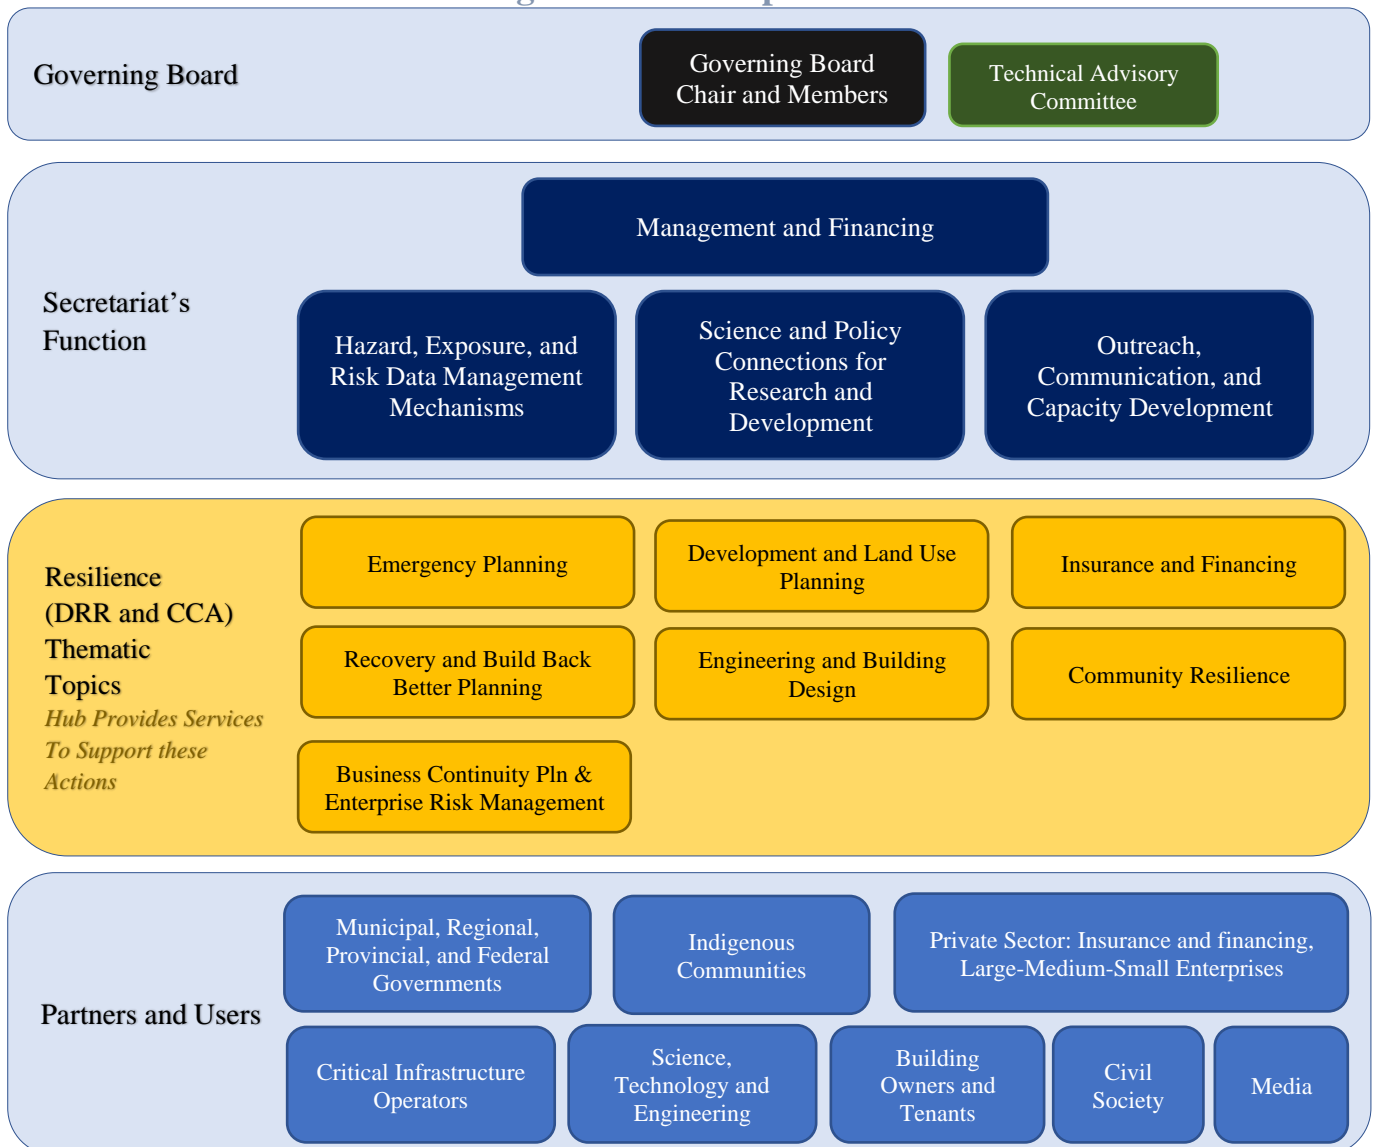 Governing Board
Governing Board
Chair and Members
Technical Advisory
Committee
Secretariat’s
Function
Management and Financing
Hazard, Exposure, and
Risk Data Management
Mechanisms
Science and Policy
Connections for
Research and
Development
Outreach,
Communication, and
Capacity Development
Resilience
(DRR and CCA)
Thematic
Topics
Hub Provides Services
To Support these
Actions
Emergency Planning
Development and Land Use
Planning
Insurance and Financing
Recovery and Build Back
Better Planning
Engineering and Building
Design
Community Resilience
Business Continuity Pln &
Enterprise Risk Management
Partners and Users
Municipal, Regional,
Provincial, and Federal
Governments
Indigenous
Communities
Private Sector: Insurance and financing,
Large-Medium-Small Enterprises
Critical Infrastructure
Operators
Science,
Technology and
Engineering
Building
Owners and
Tenants
Civil
Society
Media